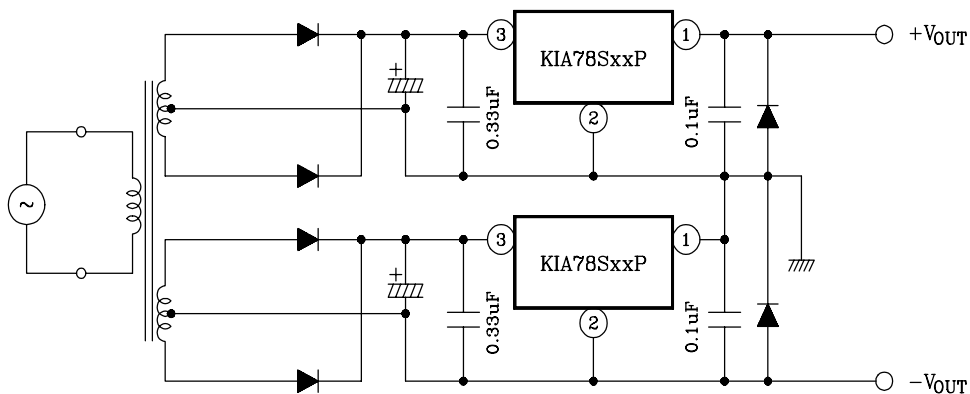 3
KIA78SxxP
1
+VOUT
+
0.33uF
2
0.1uF
~
3
KIA78SxxP
1
+
0.33uF
2
0.1uF
−VOUT